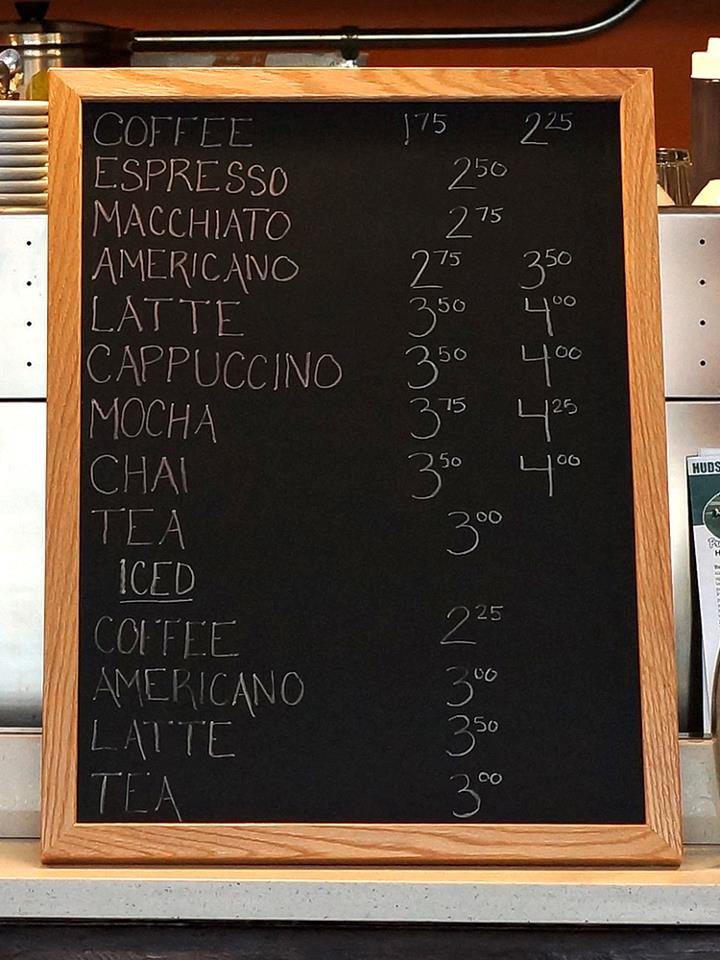 COFFEE 1 75 2 25
ESPRESSO 2 50
MACCHIATO 2 75
AMERICANO 2 75 3 50
LATTE 3 50 4 00
CAPPUCCINO 3 50 4 00
MOCHA 3 75 4 25
CHAI 3 50 4 00
TEA 3 00
ICED
COFFEE 2 25
AMERICANO 3 00
LATTE 3 50
TEA 3 00
HUDS